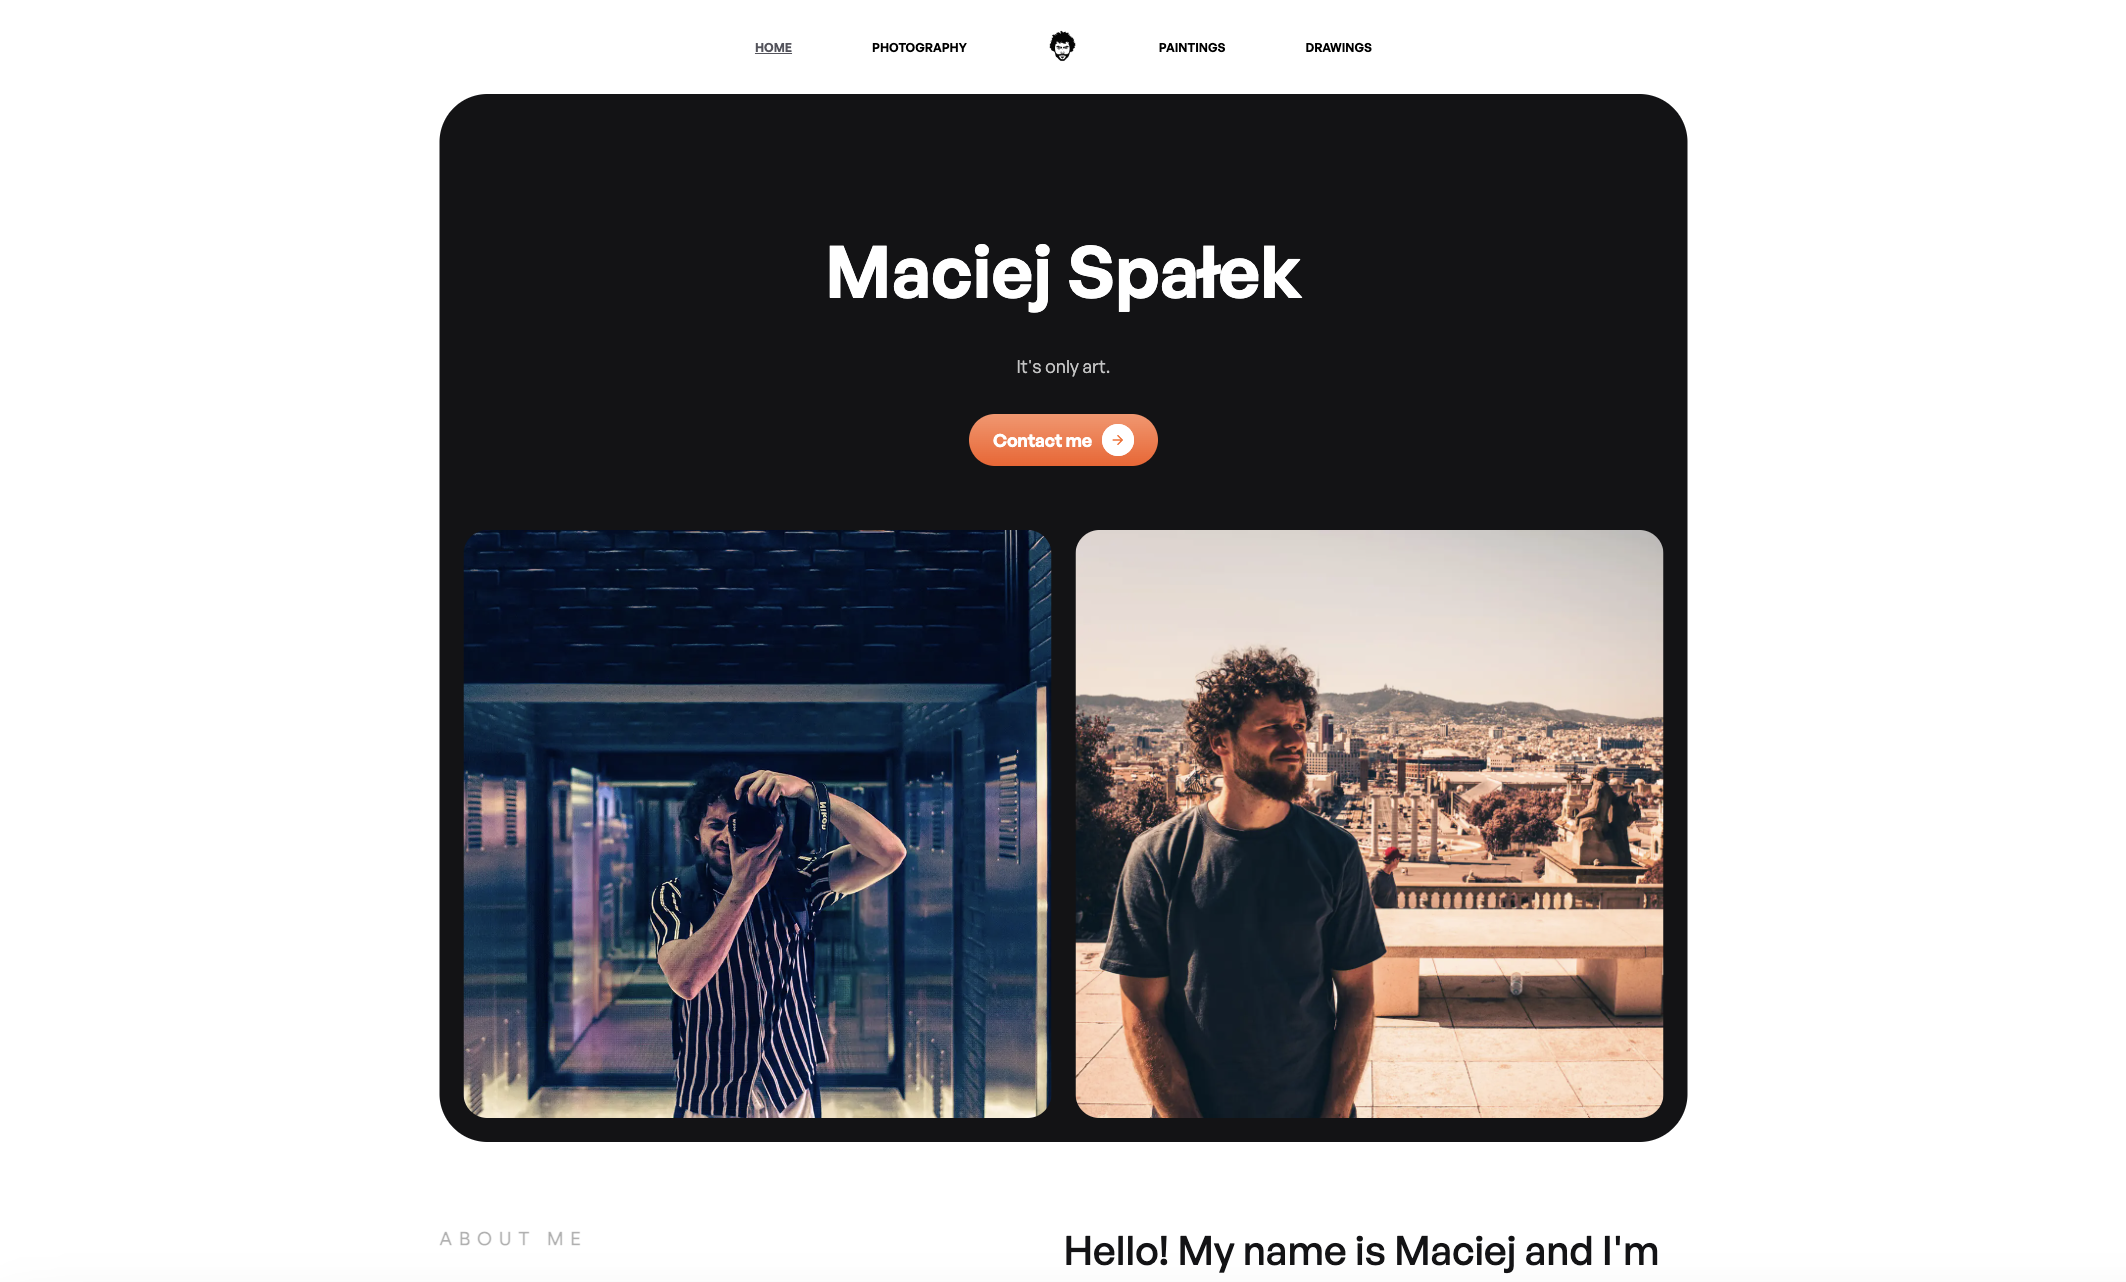 HOME
PHOTOGRAPHY
PAINTINGS
DRAWINGS
Maciej Spałek
It's only art.
Contact me
Nikon
ABOUT ME
Hello! My name is Maciej and I'm